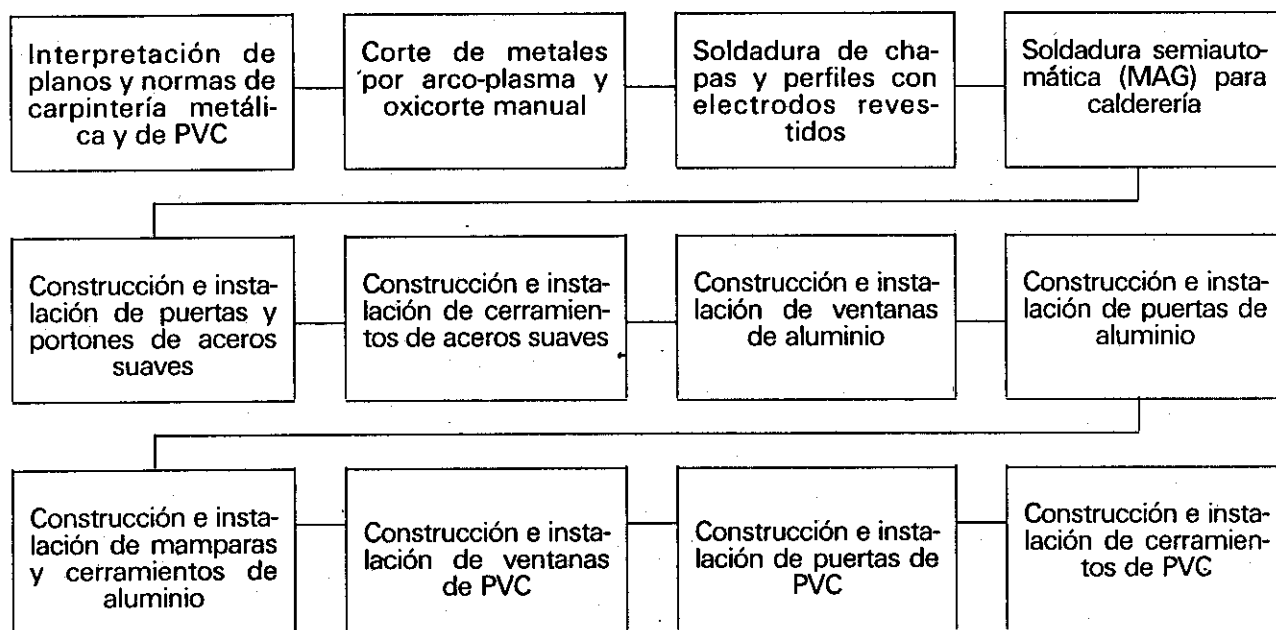 Interpretación de
planos y normas de
carpintería metáli-
ca y de PVC
Corte de metales
por arco-plasma y
oxicorte manual
Soldadura de cha-
pas y perfiles con
electrodos reves-
tidos
Soldadura semiauto-
mática (MAG) para
calderería
Construcción e insta-
lación de puertas y
portones de aceros
suaves
Construcción e insta-
lación de cerramien-
tos de aceros suaves
Construcción e insta-
lación de ventanas
de aluminio
Construcción e insta-
lación de puertas de
aluminio
Construcción e insta-
lación de mamparas
y cerramientos de
aluminio
Construcción e insta-
lación de ventanas
de PVC
Construcción e insta-
lación de puertas de
PVC
Construcción e insta-
lación de cerramien-
tos de PVC